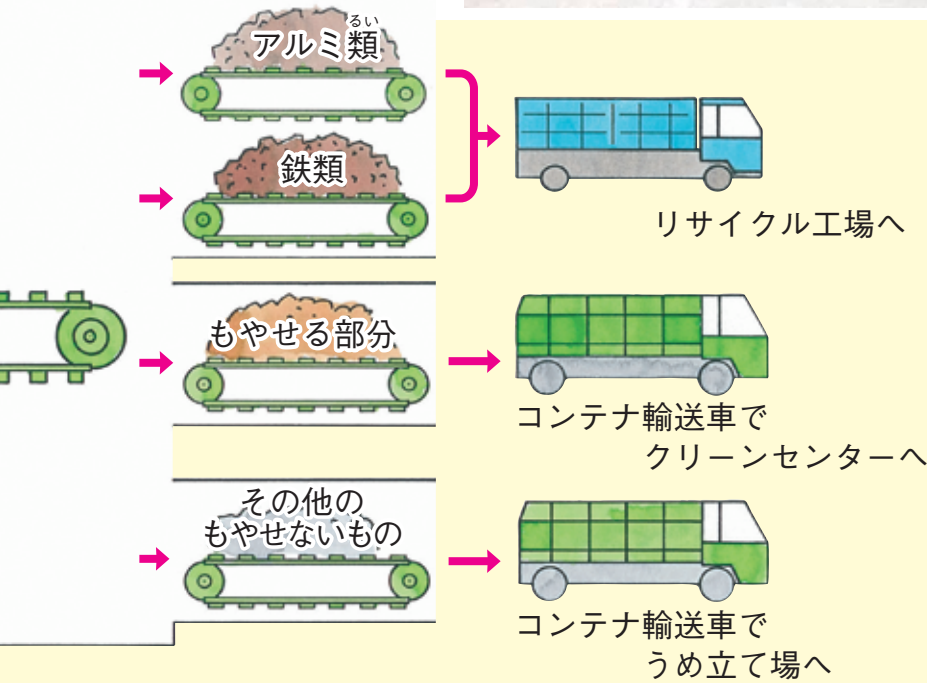 アルミ類
るい
鉄類
リサイクル工場へ
もやせる部分
コンテナ輸送車で
クリーンセンターへ
その他の
もやせないもの
コンテナ輸送車で
うめ立て場へ